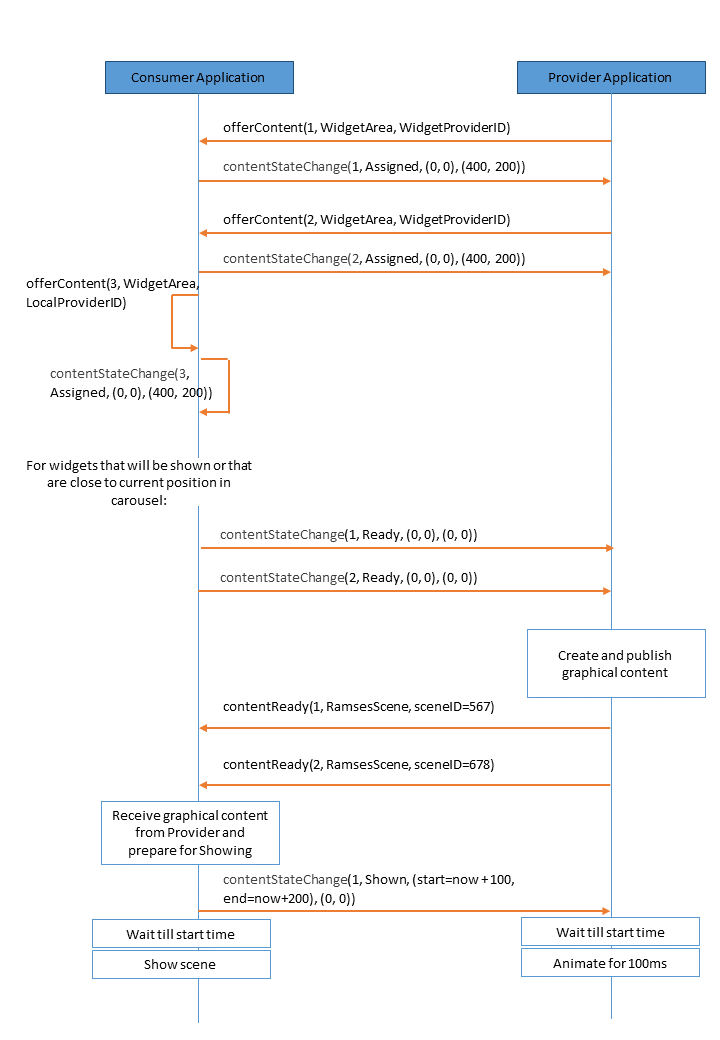 Consumer Application
Provider Application
offerContent(1, WidgetArea, WidgetProviderID)
contentStateChange(1, Assigned, (0, 0), (400, 200))
offerContent(2, WidgetArea, WidgetProviderID)
contentStateChange(2, Assigned, (0, 0), (400, 200))
offerContent(3, WidgetArea,
LocalProviderID)
contentStateChange(3,
Assigned, (0, 0), (400, 200))
For widgets that will be shown or that
are close to current position in
carousel:
contentStateChange(1, Ready, (0, 0), (0, 0))
contentStateChange(2, Ready, (0, 0), (0, 0))
Create and publish
graphical content
contentReady(1, RamsesScene, sceneID=567)
contentReady(2, RamsesScene, sceneID=678)
Receive graphical content
from Provider and
prepare for Showing
contentStateChange(1, Shown, (start=now +100,
end=now+200), (0, 0))
Wait till start time
Wait till start time
Show scene
Animate for 100ms